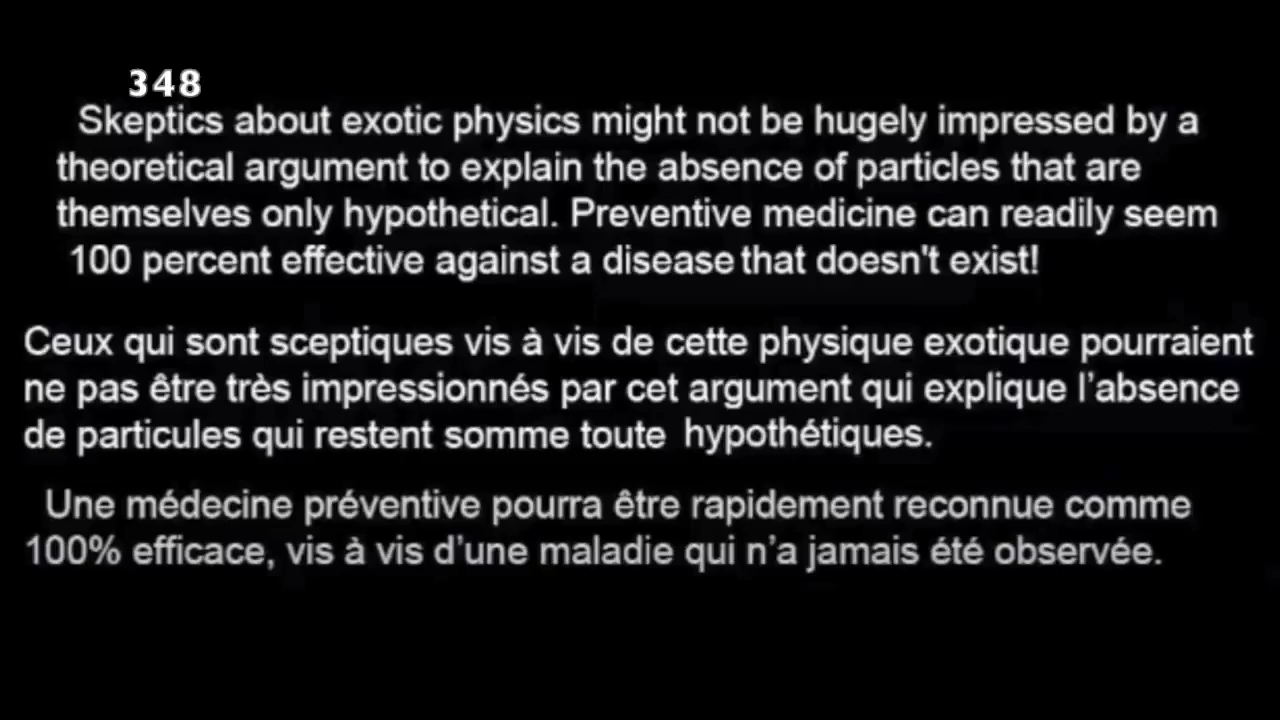 348
Skeptics about exotic physics might not be hugely impressed by a
theoretical argument to explain the absence of particles that are
themselves only hypothetical. Preventive medicine can readily seem
100 percent effective against a disease that doesn't exist!
Ceux qui sont sceptiques vis à vis de cette physique exotique pourraient
ne pas être très impressionnés par cet argument qui explique l’absence
de particules qui restent somme toute hypothétiques.
Une médecine préventive pourra être rapidement reconnue comme
100% efficace, vis à vis d’une maladie qui n’a jamais été observée.